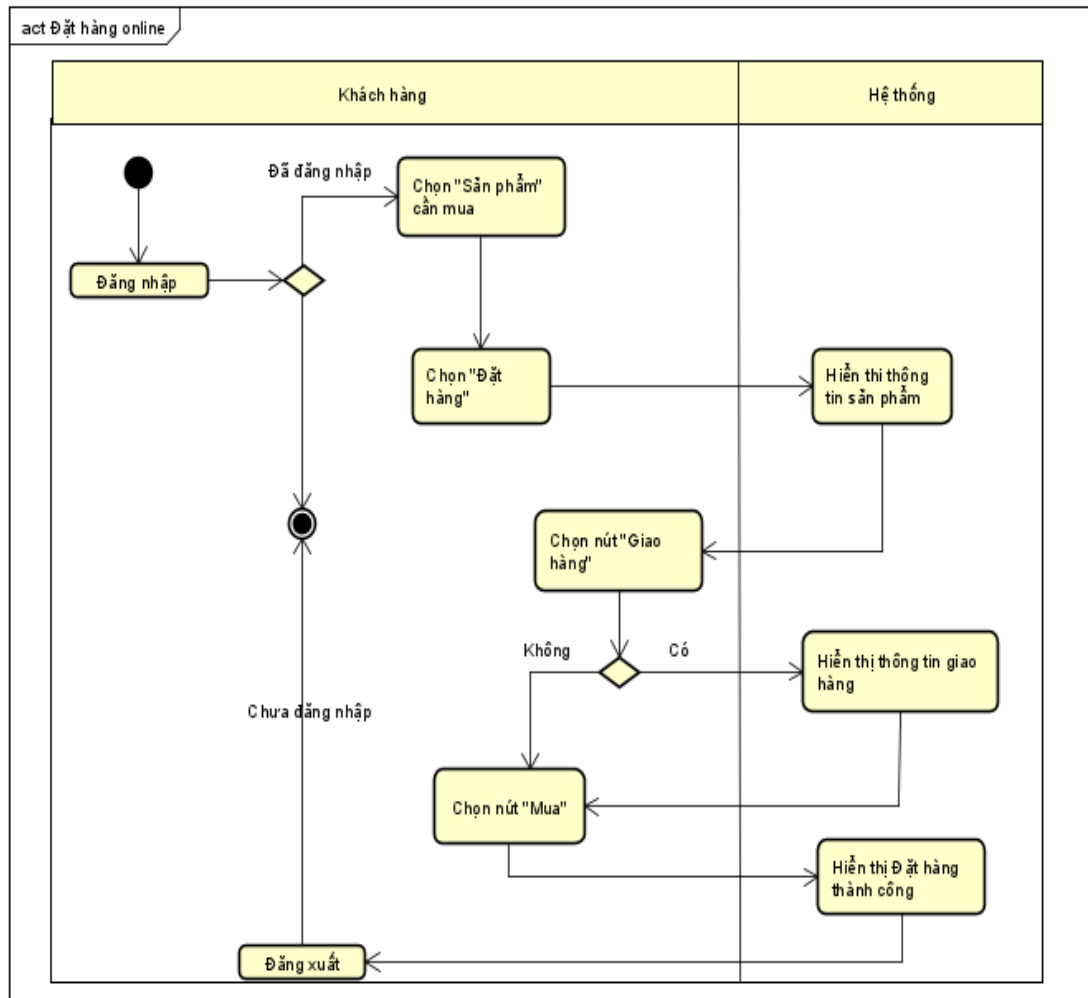 act Đặt hàng online
Khách hàng
Hệ thống
Đã đăng nhập
Chọn "Sản phẩm"
cần mua
Đăng nhập
Chọn "Đặt
hàng"
Hiển thi thông
tin sản phẩm
Chọn nút "Giao
hàng"
Không
Có
Hiển thị thông tin giao
hàng
Chưa đăng nhập
Chọn nút "Mua"
Hiển thị Đặt hàng
thành công
Đăng xuất